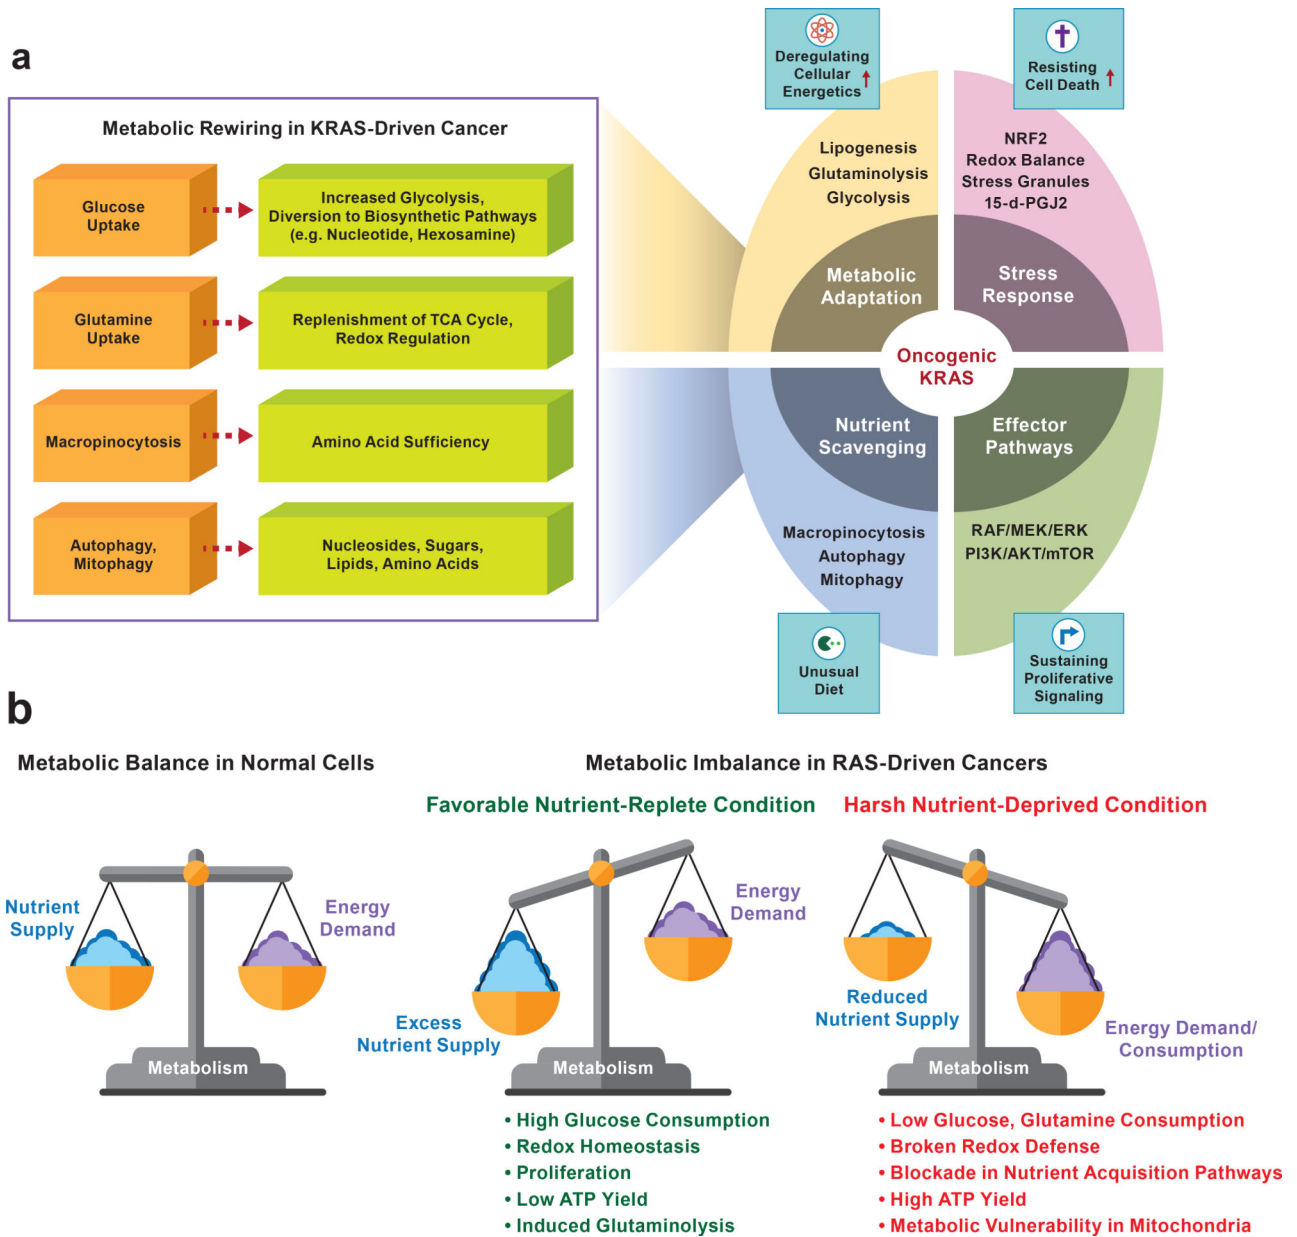 a
Metabolic Rewiring in KRAS-Driven Cancer
Glucose
Uptake
Increased Glycolysis,
Diversion to Biosynthetic Pathways
(e.g. Nucleotide, Hexosamine)
Glutamine
Uptake
Replenishment of TCA Cycle,
Redox Regulation
Macropinocytosis
Amino Acid Sufficiency
Autophagy,
Mitophagy
Nucleosides, Sugars,
Lipids, Amino Acids
Deregulating
Cellular
Energetics
Resisting
Cell Death
Lipogenesis
Glutaminolysis
Glycolysis
NRF2
Redox Balance
Stress Granules
15-d-PGJ2
Metabolic
Adaptation
Stress
Response
Oncogenic
KRAS
Nutrient
Scavenging
Effector
Pathways
Macropinocytosis
Autophagy
Mitophagy
RAF/MEK/ERK
PI3K/AKT/mTOR
Unusual
Diet
Sustaining
Proliferative
Signaling
b
Metabolic Balance in Normal Cells
Nutrient
Supply
Energy
Demand
Metabolism
Metabolic Imbalance in RAS-Driven Cancers
Favorable Nutrient-Replete Condition
Energy
Demand
Excess
Nutrient Supply
Metabolism
• High Glucose Consumption
• Redox Homeostasis
• Proliferation
• Low ATP Yield
• Induced Glutaminolysis
Harsh Nutrient-Deprived Condition
Reduced
Nutrient Supply
Energy Demand/
Consumption
Metabolism
• Low Glucose, Glutamine Consumption
• Broken Redox Defense
• Blockade in Nutrient Acquisition Pathways
• High ATP Yield
• Metabolic Vulnerability in Mitochondria